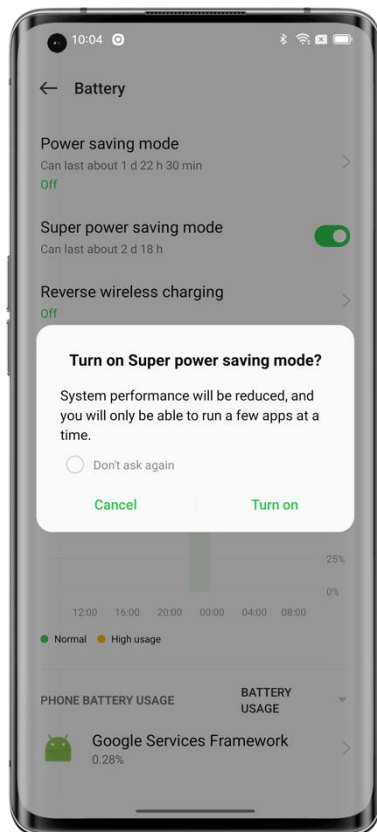 10:04
Battery
Power saving mode
Can last about 1 d 22 h 30 min
Off
Super power saving mode
Can last about 2 d 18 h
Reverse wireless charging
Off
Turn on Super power saving mode?
System performance will be reduced, and
you will only be able to run a few apps at a
time.
Don't ask again
Cancel Turn on
25%
0%
12:00 16:00 20:00 00:00 04:00 08:00
Normal High usage
PHONE BATTERY USAGE BATTERY
USAGE
Google Services Framework
0.28%